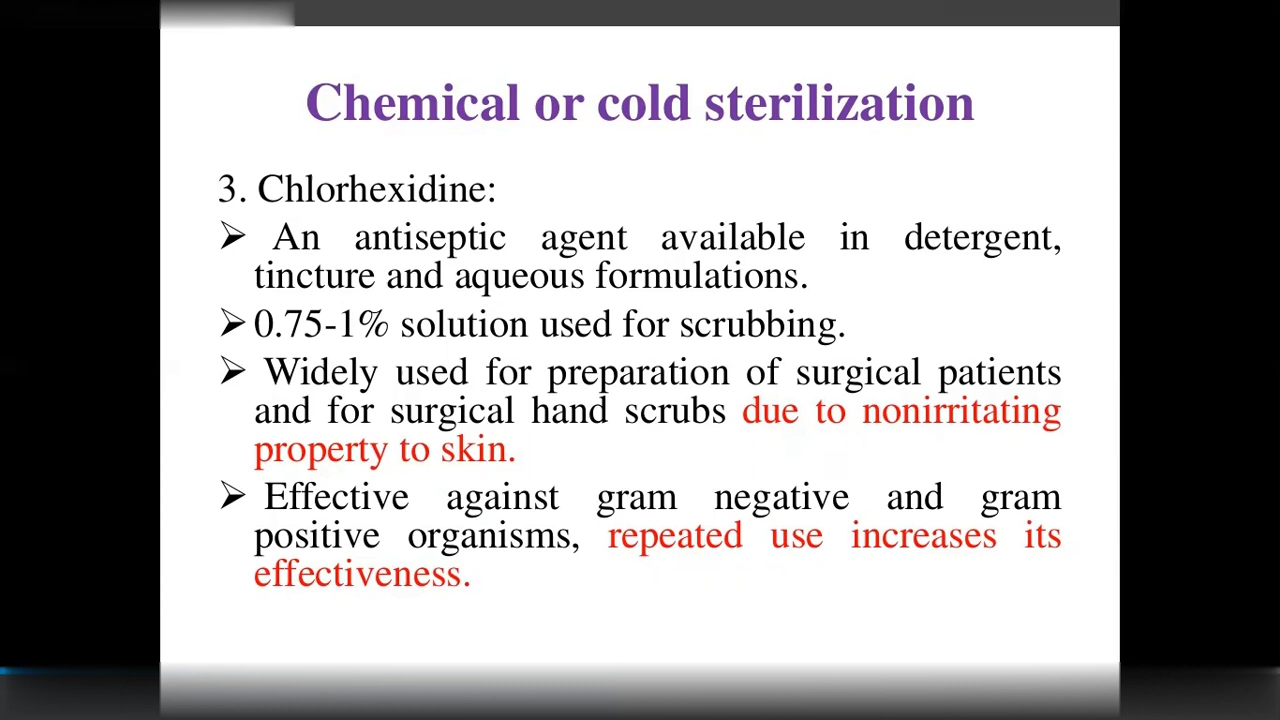 Chemical or cold sterilization
3. Chlorhexidine:
➢ An antiseptic agent available in detergent,
tincture and aqueous formulations.
➢ 0.75-1% solution used for scrubbing.
➢ Widely used for preparation of surgical patients
and for surgical hand scrubs due to nonirritating
property to skin.
➢ Effective against gram negative and gram
positive organisms, repeated use increases its
effectiveness.